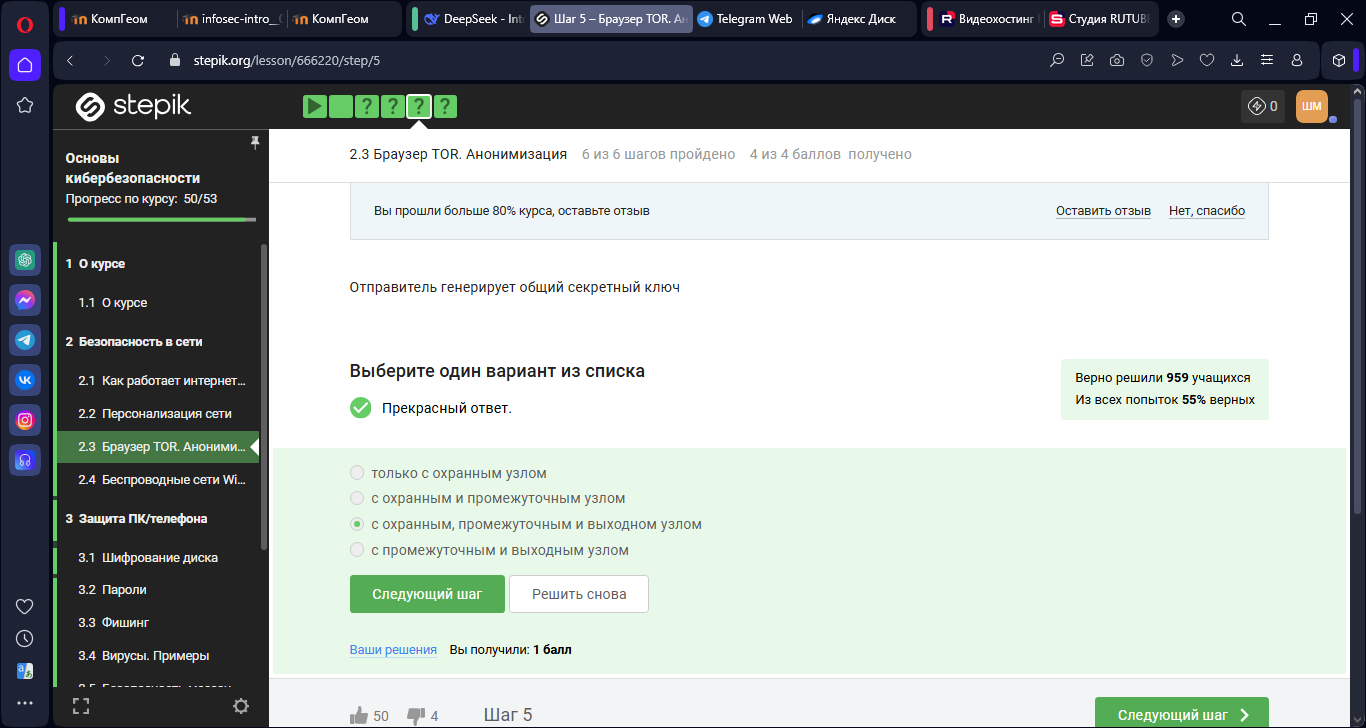 КомпГеом
infosec-intro__
КомпГеом
DeepSeek - Int
Шаг 5 – Браузер TOR. Ан
Telegram Web
Яндекс Диск
Видеохостинг
Студия RUTUBE
stepik.org/lesson/666220/step/5
stepik
? ? ? ?
0
ШМ
Основы
кибербезопасности
Прогресс по курсу: 50/53
1 О курсе
1.1 О курсе
2 Безопасность в сети
2.1 Как работает интернет...
2.2 Персонализация сети
2.3 Браузер TOR. Аноними...
2.4 Беспроводные сети Wi...
3 Защита ПК/телефона
3.1 Шифрование диска
3.2 Пароли
3.3 Фишинг
3.4 Вирусы. Примеры
2.3 Браузер TOR. Анонимизация 6 из 6 шагов пройдено 4 из 4 баллов получено
Вы прошли больше 80% курса, оставьте отзыв
Оставить отзыв
Нет, спасибо
Отправитель генерирует общий секретный ключ
Выберите один вариант из списка
Прекрасный ответ.
Верно решили 959 учащихся
Из всех попыток 55% верных
только с охранным узлом
с охранным и промежуточным узлом
с охранным, промежуточным и выходном узлом
с промежуточным и выходным узлом
Следующий шаг
Решить снова
Ваши решения Вы получили: 1 балл
50
4
Шаг 5
Следующий шаг